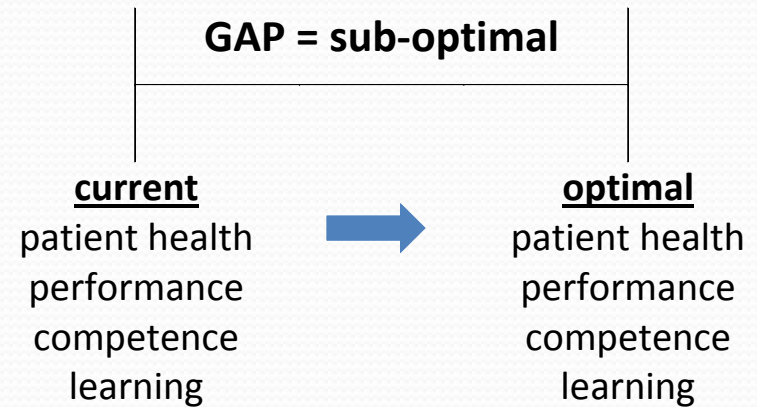 GAP = sub-optimal
current
patient health
performance
competence
learning
optimal
patient health
performance
competence
learning